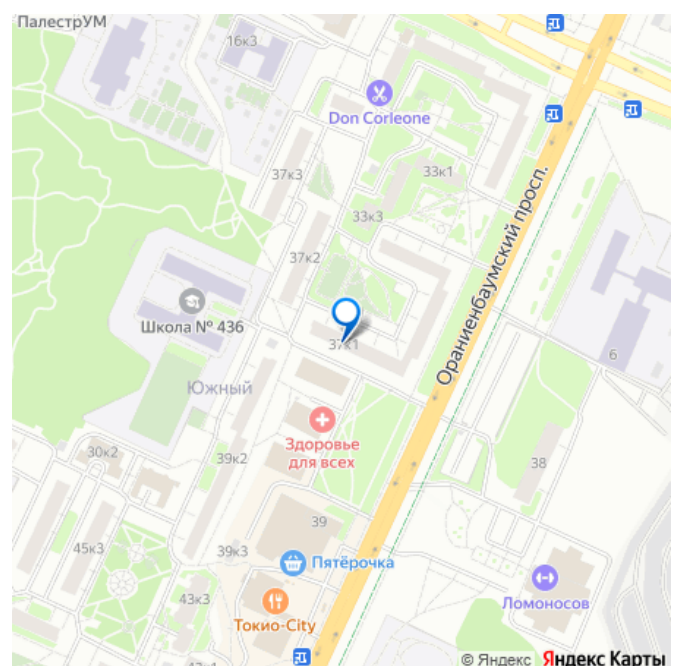 ПалестрУМ
16к3
Don Corleone
37к3
33к1
33к3
Ораниенбаумский просп.
37к2
Школа № 436
37к1
6
Южный
Здоровье
для всех
30к2
39к2
38
39
45к3
39к3
Пятёрочка
Ломоносов
43к3
Токио-City
© Яндекс Яндекс Карты